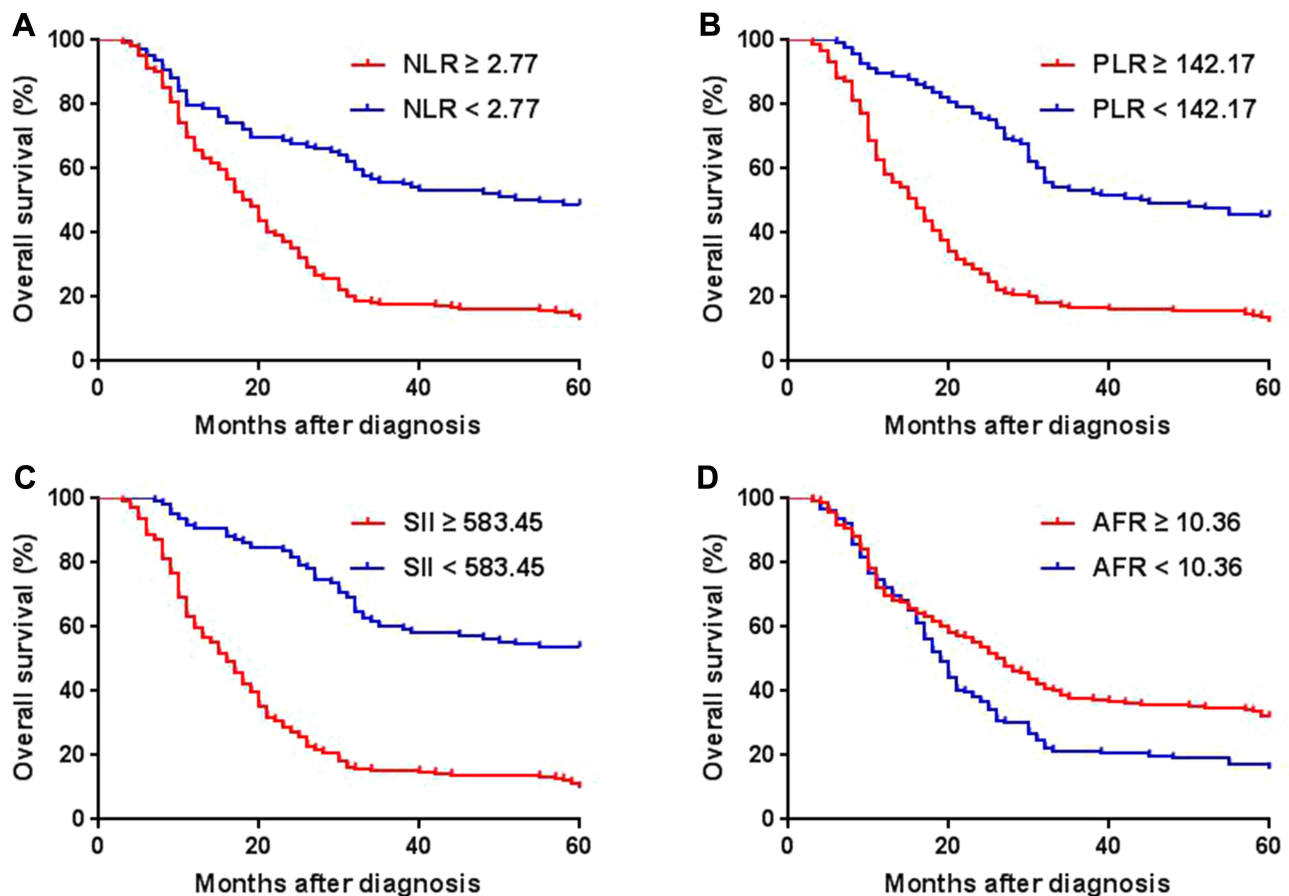 A
Overall survival (%)
100
80
60
40
20
0
NLR ≥ 2.77
NLR < 2.77
0 20 40 60
Months after diagnosis
B
Overall survival (%)
100
80
60
40
20
0
PLR ≥ 142.17
PLR < 142.17
0 20 40 60
Months after diagnosis
C
Overall survival (%)
100
80
60
40
20
0
SII ≥ 583.45
SII < 583.45
0 20 40 60
Months after diagnosis
D
Overall survival (%)
100
80
60
40
20
0
AFR ≥ 10.36
AFR < 10.36
0 20 40 60
Months after diagnosis